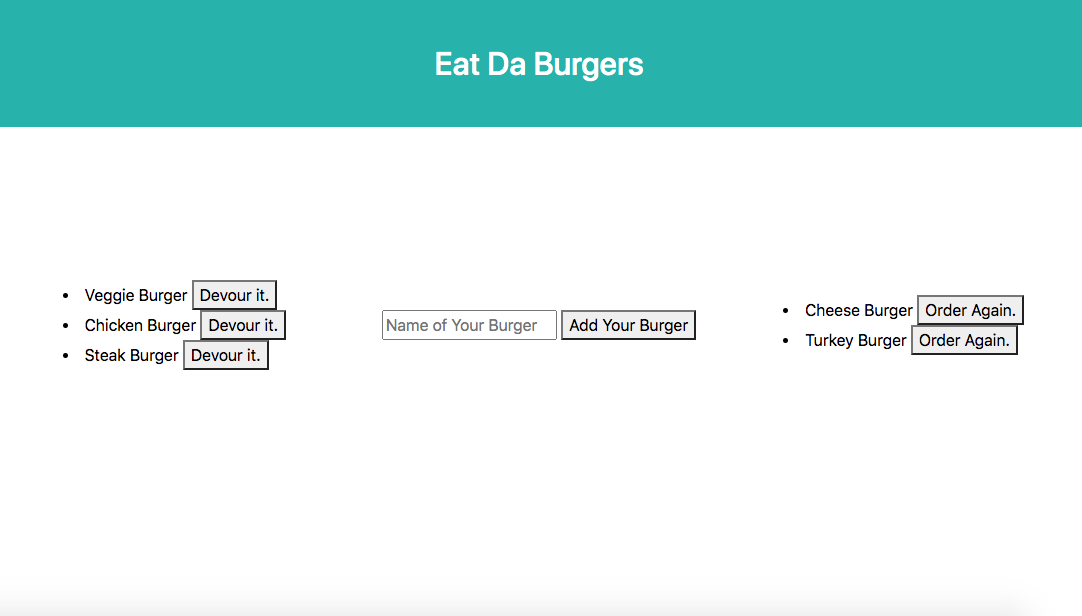 Eat Da Burgers
Veggie Burger Devour it.
Chicken Burger Devour it.
Steak Burger Devour it.
Name of Your Burger Add Your Burger
Cheese Burger Order Again.
Turkey Burger Order Again.